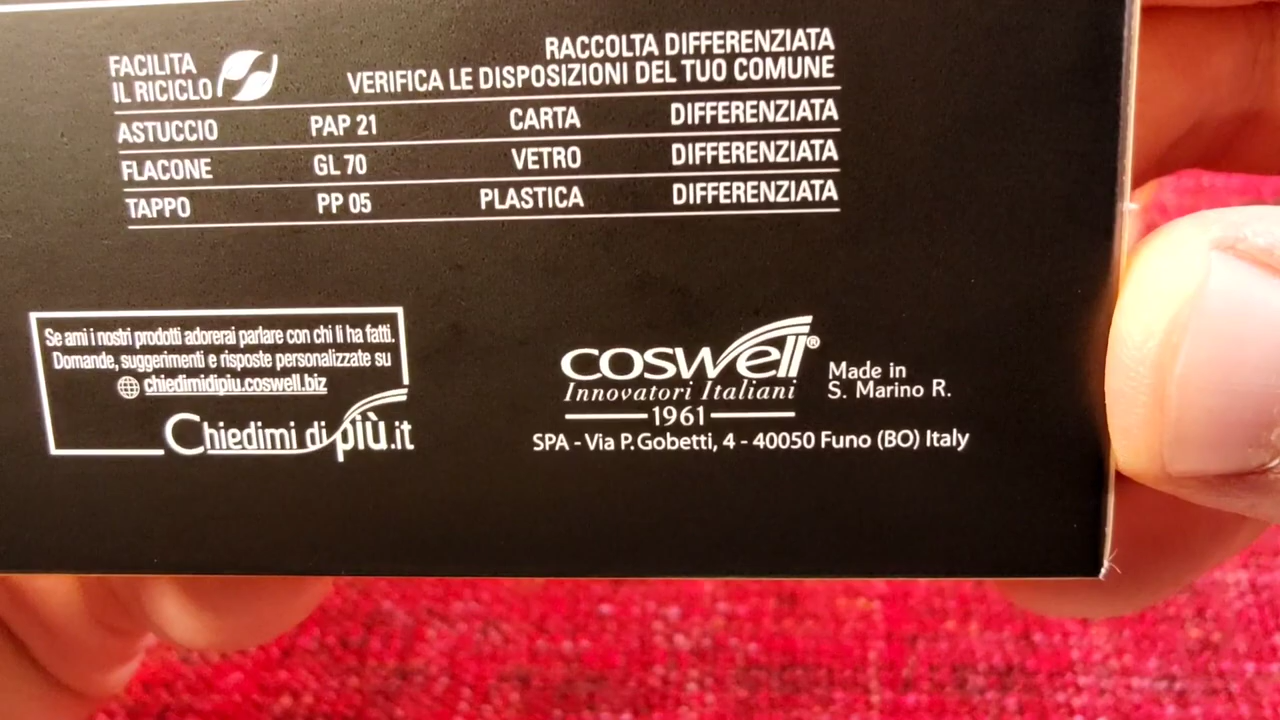 FACILITA
IL RICICLO
RACCOLTA DIFFERENZIATA
VERIFICA LE DISPOSIZIONI DEL TUO COMUNE
ASTUCCIO PAP 21 CARTA DIFFERENZIATA
FLACONE GL 70 VETRO DIFFERENZIATA
TAPPO PP 05 PLASTICA DIFFERENZIATA
Se ami i nostri prodotti adorerai parlare con chi li ha fatti.
Domande, suggerimenti e risposte personalizzate su
chiedimidipiu.coswell.biz
Chiedimi di più.it
coswell®
Innovatori Italiani
1961
Made in
S. Marino R.
SPA - Via P. Gobetti, 4 - 40050 Funo (BO) Italy